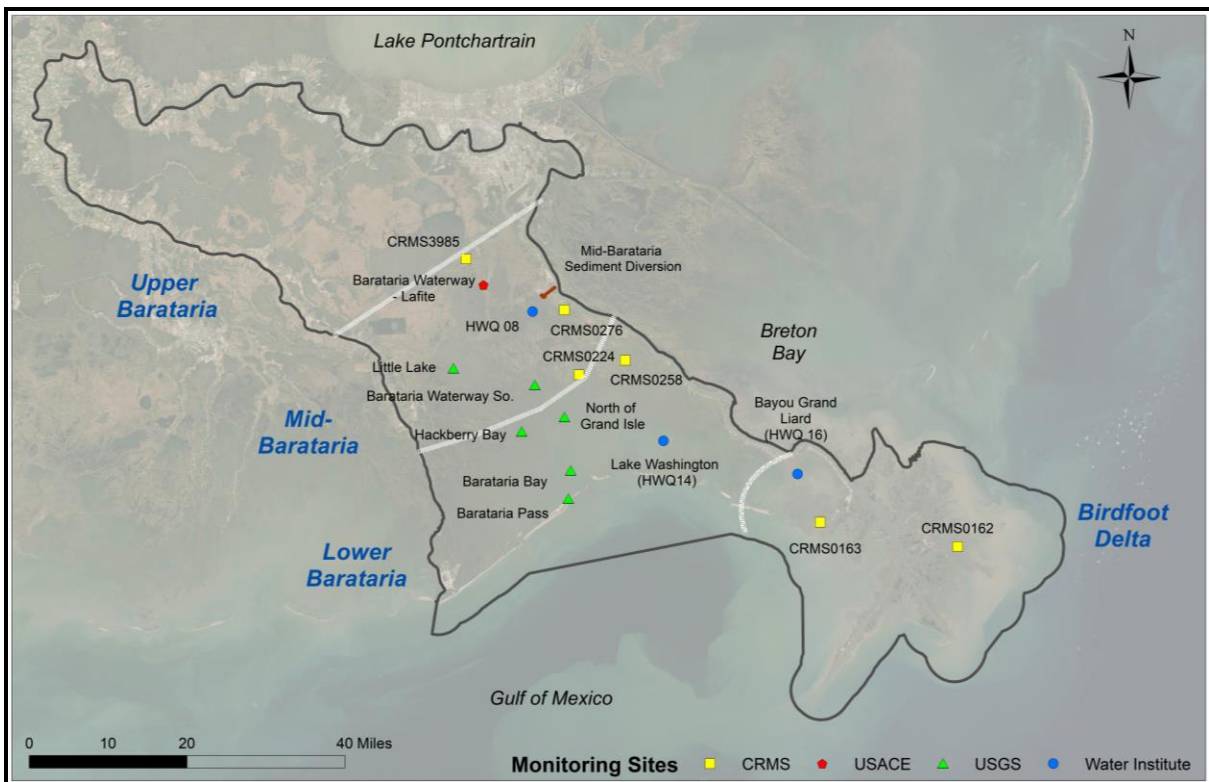 Lake Pontchartrain
N
CRMS3985
Mid-Barataria
Sediment Diversion
Upper
Barataria
Barataria Waterway
- Lafite
HWQ 08
CRMS0276
Breton
Bay
CRMS0224
Little Lake
CRMS0258
Barataria Waterway So.
Bayou Grand
Liard
(HWQ 16)
Mid-
Barataria
North of
Grand Isle
Hackberry Bay
Lake Washington
(HWQ14)
Barataria Bay
Barataria Pass
Birdfoot
Delta
CRMS0162
CRMS0163
Lower
Barataria
Gulf of Mexico
0 10 20 40 Miles
Monitoring Sites CRMS USACE USGS Water Institute